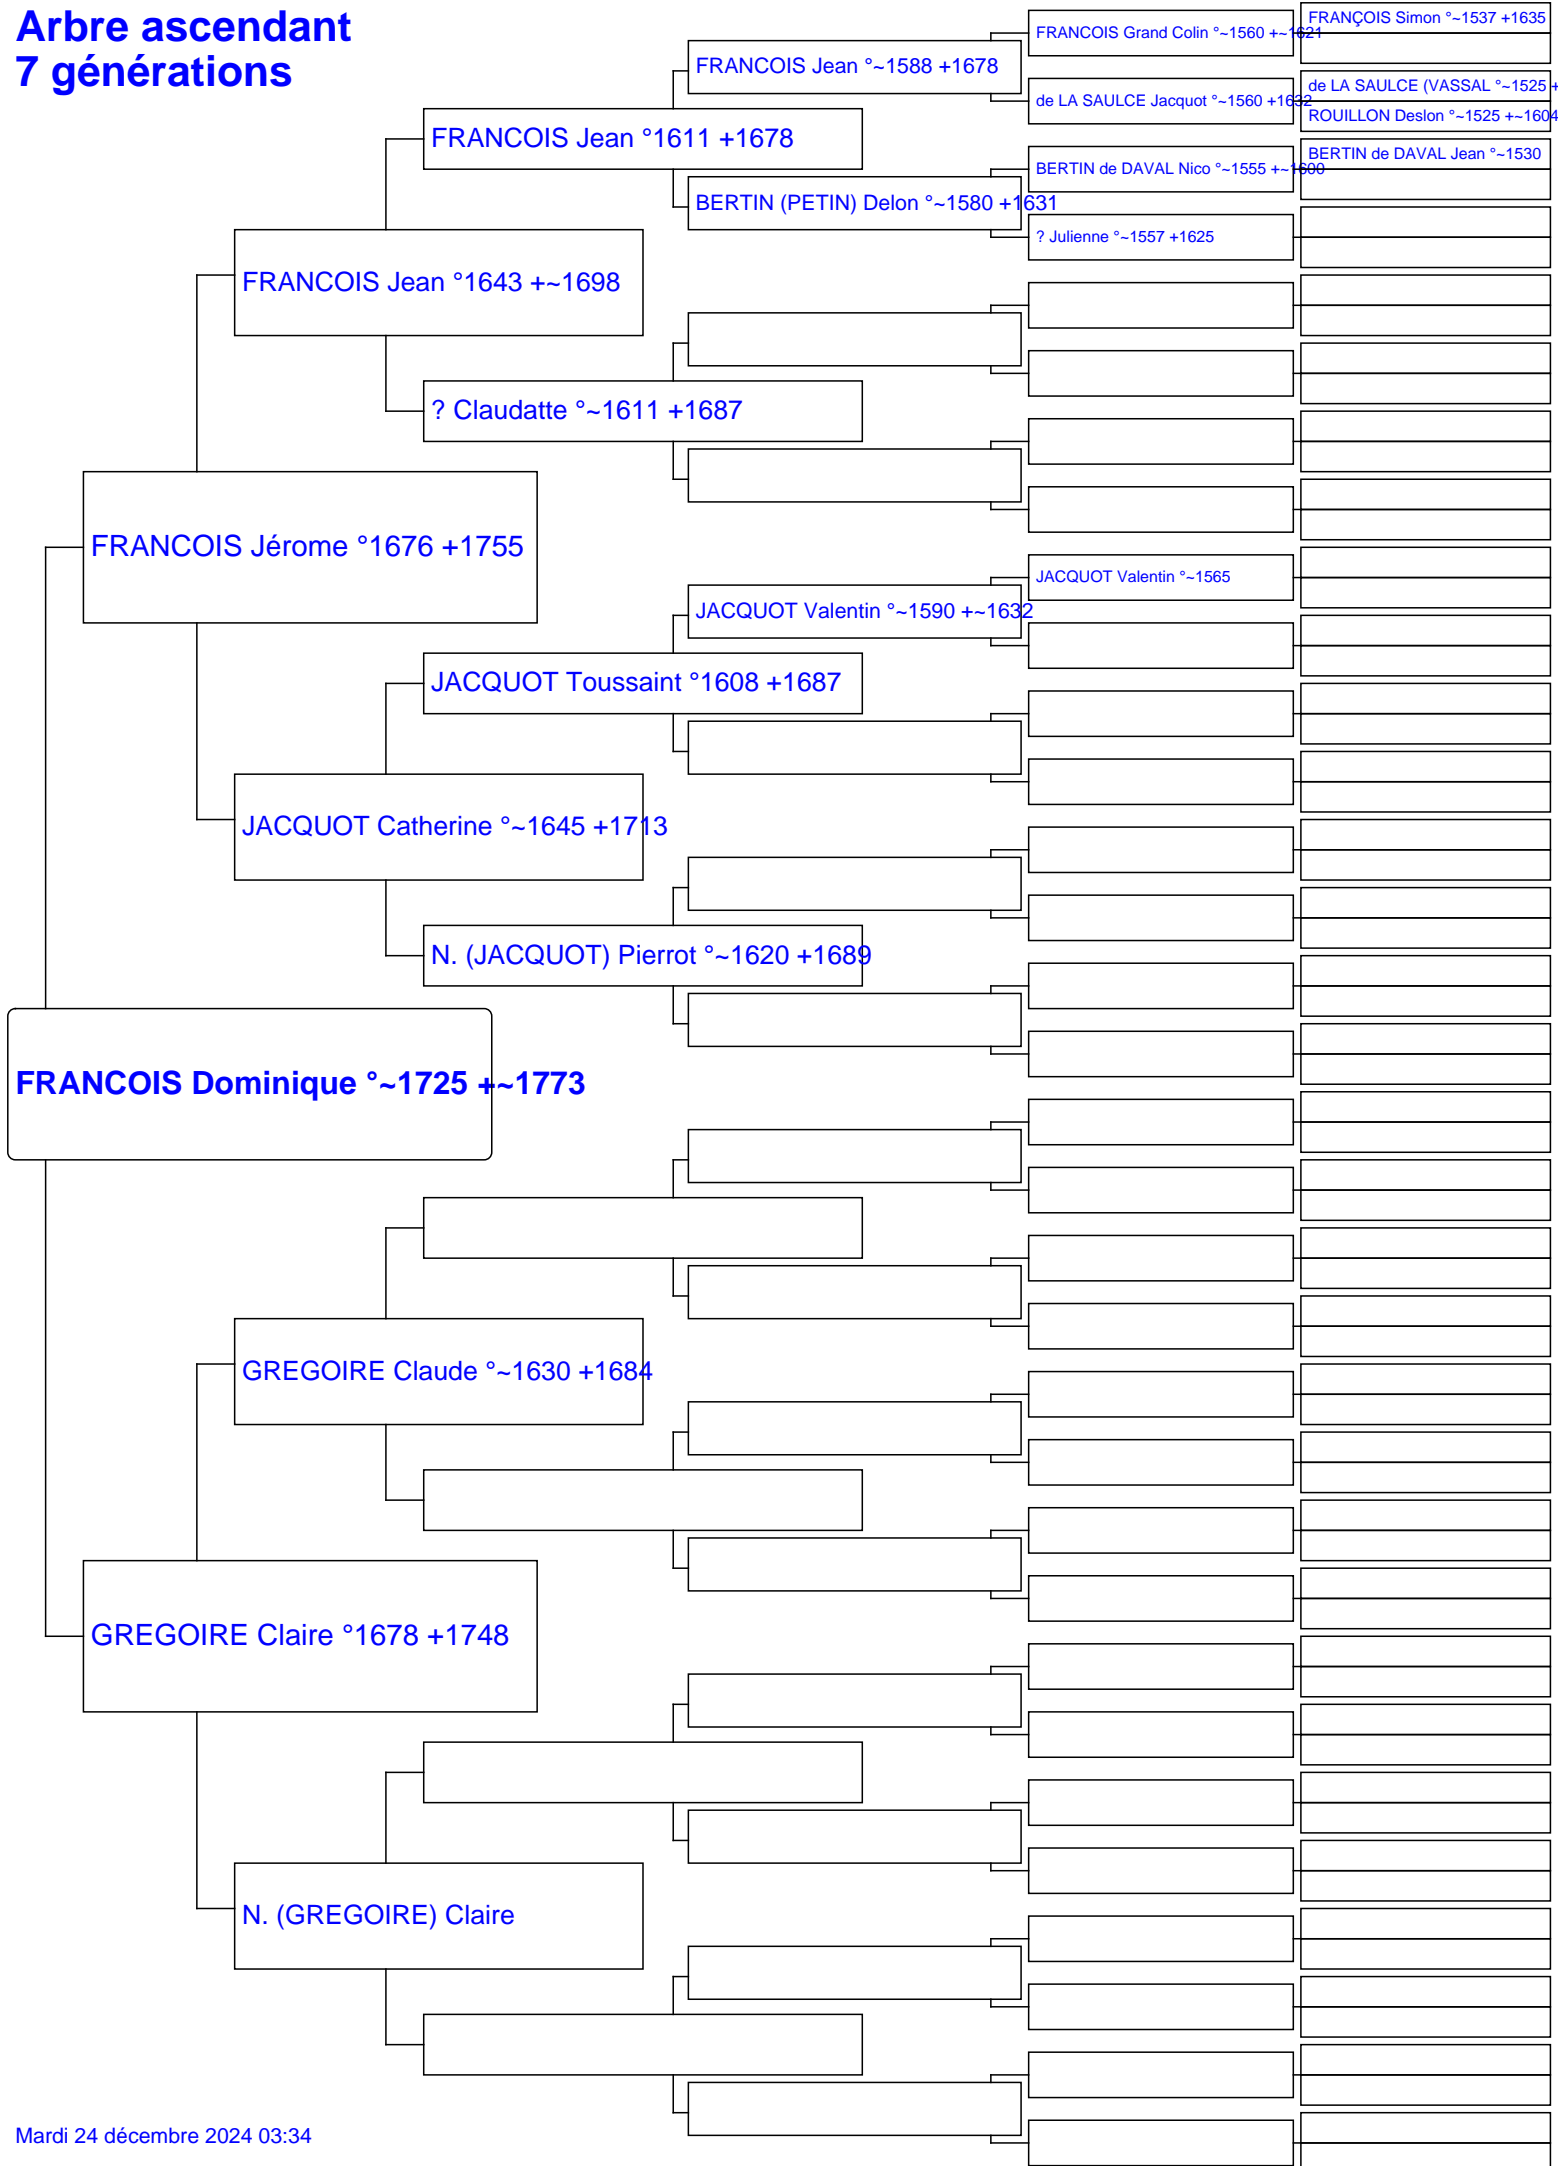 Arbre ascendant
7 générations
FRANÇOIS Simon °~1537 +1635
FRANCOIS Grand Colin °~1560 +~1621
FRANCOIS Jean °~1588 +1678
de LA SAULCE (VASSAL °~1525 +
de LA SAULCE Jacquot °~1560 +1632
ROUILLON Deslon °~1525 +~1604
FRANCOIS Jean °1611 +1678
BERTIN de DAVAL Jean °~1530
BERTIN de DAVAL Nico °~1555 +~1600
BERTIN (PETIN) Delon °~1580 +1631
? Julienne °~1557 +1625
FRANCOIS Jean °1643 +~1698
? Claudatte °~1611 +1687
FRANCOIS Jérome °1676 +1755
JACQUOT Valentin °~1565
JACQUOT Valentin °~1590 +~1632
JACQUOT Toussaint °1608 +1687
JACQUOT Catherine °~1645 +1713
N. (JACQUOT) Pierrot °~1620 +1689
FRANCOIS Dominique °~1725 +~1773
GREGOIRE Claude °~1630 +1684
GREGOIRE Claire °1678 +1748
N. (GREGOIRE) Claire
Mardi 24 décembre 2024 03:34